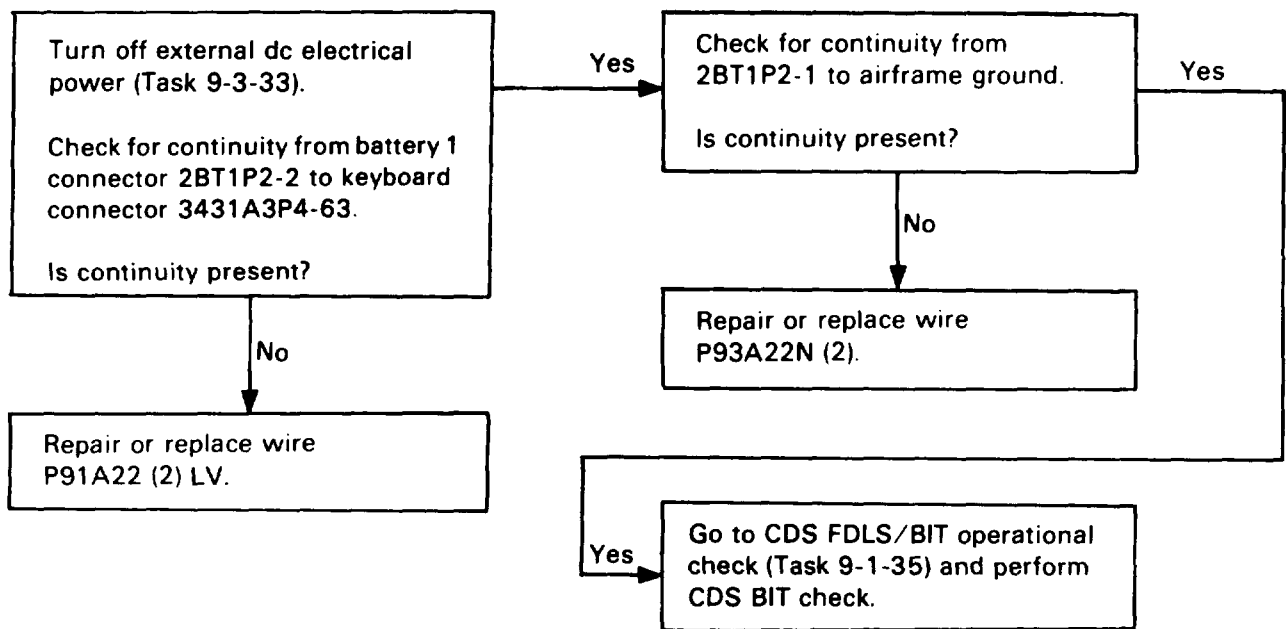 Turn off external dc electrical
power (Task 9-3-33).
Check for continuity from battery 1
connector 2BT1P2-2 to keyboard
connector 3431A3P4-63.
Is continuity present?
Yes
Check for continuity from
2BT1P2-1 to airframe ground.
Is continuity present?
Yes
No
Repair or replace wire
P93A22N (2).
No
Repair or replace wire
P91A22 (2) LV.
Yes
Go to CDS FDLS/BIT operational
check (Task 9-1-35) and perform
CDS BIT check.